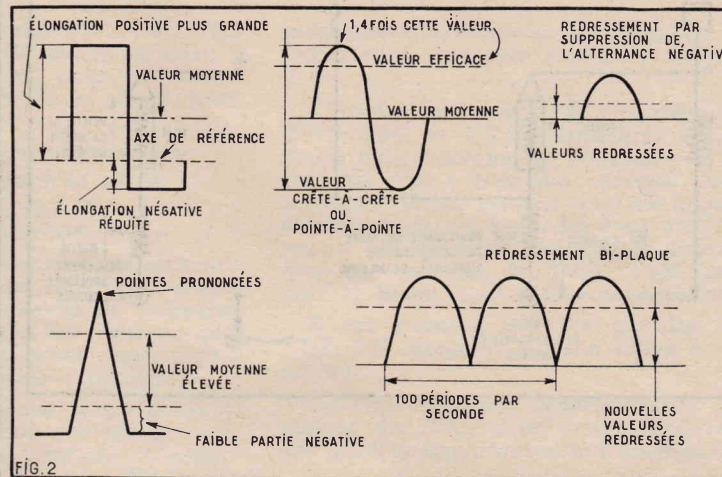 ÉLONGATION POSITIVE PLUS GRANDE
VALEUR MOYENNE
AXE DE RÉFÉRENCE
ÉLONGATION NÉGATIVE
RÉDUITE
1,4 FOIS CETTE VALEUR
VALEUR EFFICACE
VALEUR MOYENNE
VALEUR
CRÊTE-À-CRÊTE
OU
POINTE-À-POINTE
REDRESSEMENT PAR
SUPPRESSION DE
L'ALTERNANCE NÉGATIV
VALEURS REDRESSÉES
POINTES PRONONCÉES
VALEUR MOYENNE
ÉLEVÉE
FAIBLE PARTIE NÉGATIVE
REDRESSEMENT BI-PLAQUE
100 PÉRIODES PAR
SECONDE
NOUVELLES
VALEURS
REDRESSÉES
FIG.2